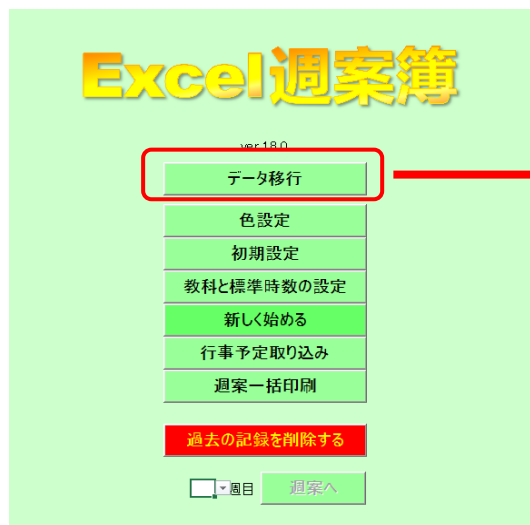 Excel週案簿
ver 18.0
データ移行
色設定
初期設定
教科と標準時数の設定
新しく始める
行事予定取り込み
週案一括印刷
過去の記録を削除する
週目 週案へ